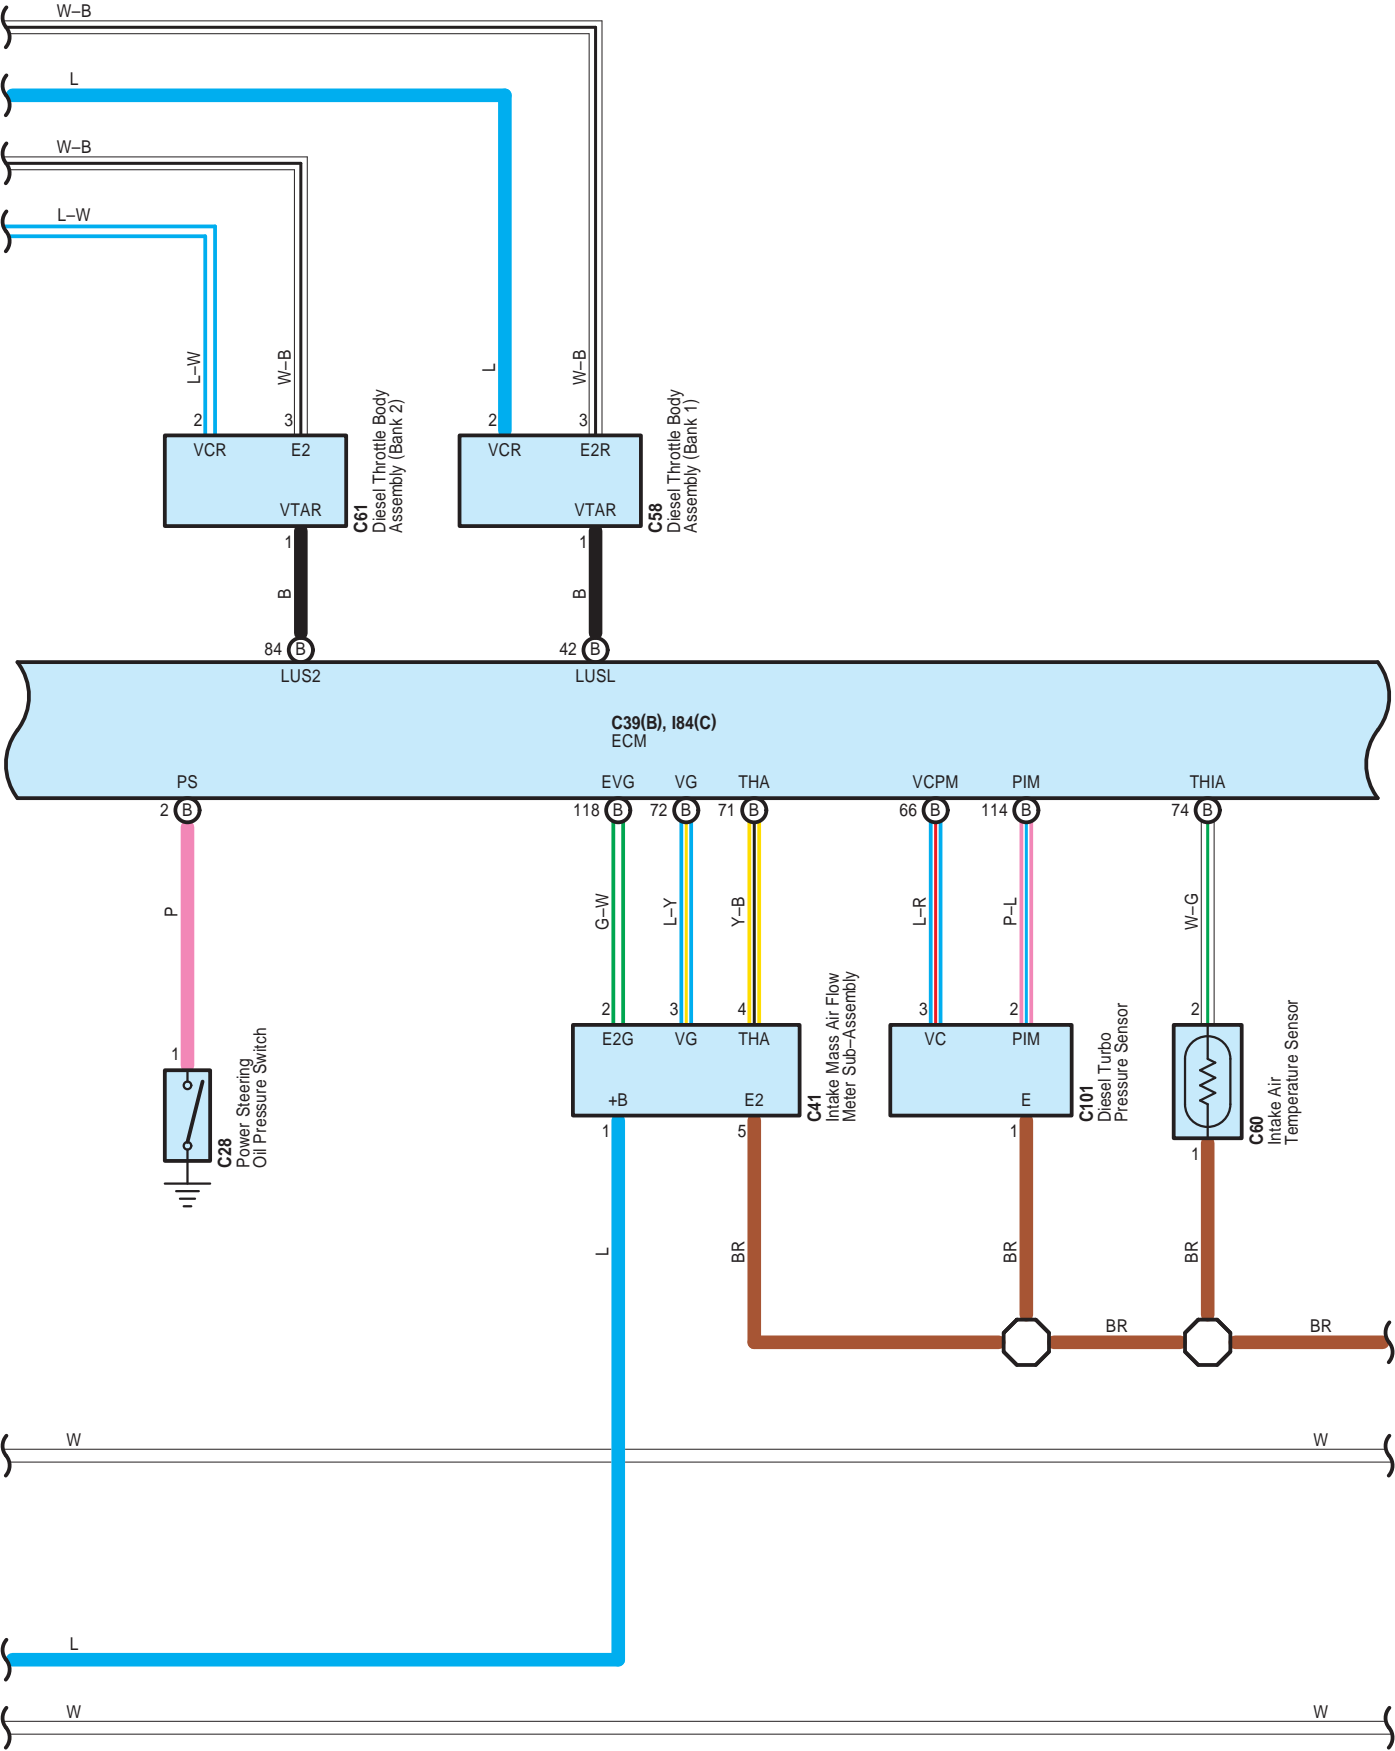 W–B
L
W–B
L–W
L–W
W–B
L
W–B
2
3
2
3
VCR
E2
VCR
E2R
VTAR
VTAR
C61
Diesel Throttle Body
Assembly (Bank 2)
C58
Diesel Throttle Body
Assembly (Bank 1)
1
1
B
B
84 B
42 B
LUS2
LUSL
C39(B), I84(C)
ECM
PS
EVG
VG
THA
VCPM
PIM
THIA
2 B
118 B
72 B
71 B
66 B
114 B
74 B
P
G–W
L–Y
Y–B
L–R
P–L
W–G
2
3
4
3
2
2
1
E2G
VG
THA
VC
PIM
+B
E2
E
C28
Power Steering
Oil Pressure Switch
C41
Intake Mass Air Flow
Meter Sub–Assembly
C101
Diesel Turbo
Pressure Sensor
C60
Intake Air
Temperature Sensor
1
5
1
1
L
BR
BR
BR
BR
BR
W
W
L
W
W